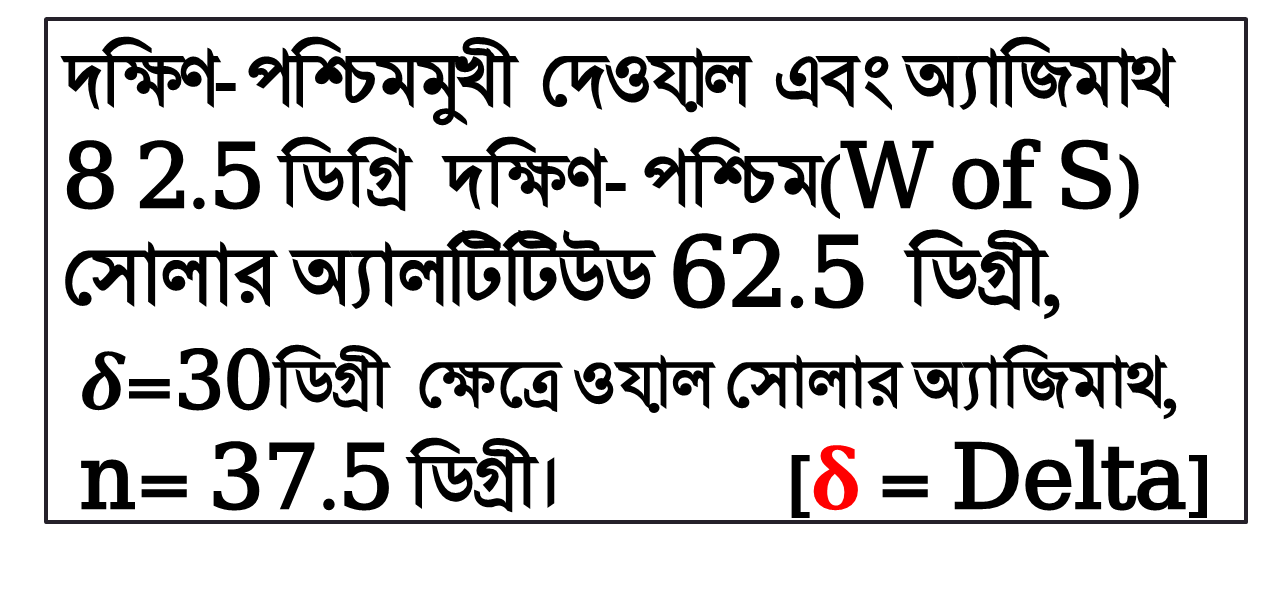 দক্ষিণ- পশ্চিমমুখী দেওয়াল এবং অ্যাজিমাথ
8 2.5 ডিগ্রি দক্ষিণ- পশ্চিম(W of S)
সোলার অ্যালটিটিউড 62.5 ডিগ্রী,
δ=30ডিগ্রী ক্ষেত্রে ওয়াল সোলার অ্যাজিমাথ,
n= 37.5 ডিগ্রী। [δ = Delta]